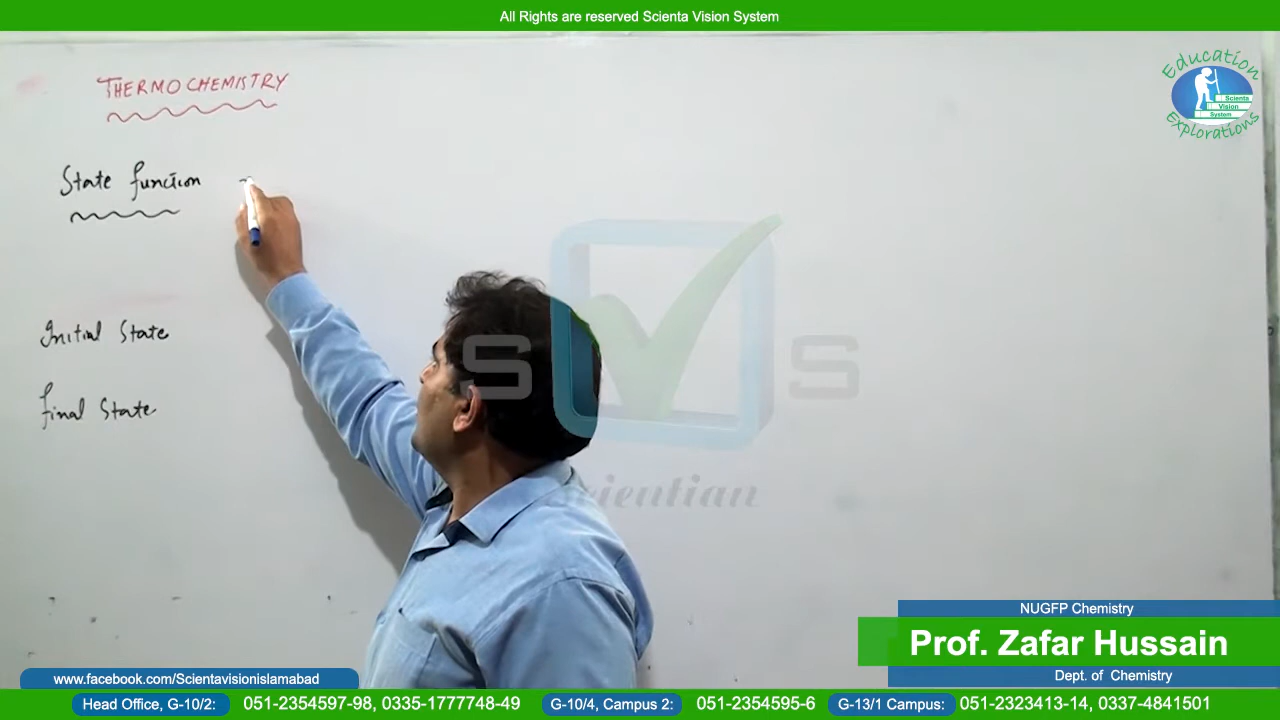 All Rights are reserved Scienta Vision System
Education
Scienta
Vision
System
Explorations
THERMOCHEMISTRY
State function
Initial State
final State
S S
Scientian
NUGFP Chemistry
Prof. Zafar Hussain
Dept. of Chemistry
www.facebook.com/Scientavisionislamabad
Head Office, G-10/2: 051-2354597-98, 0335-1777748-49 G-10/4, Campus 2: 051-2354595-6 G-13/1 Campus: 051-2323413-14, 0337-4841501